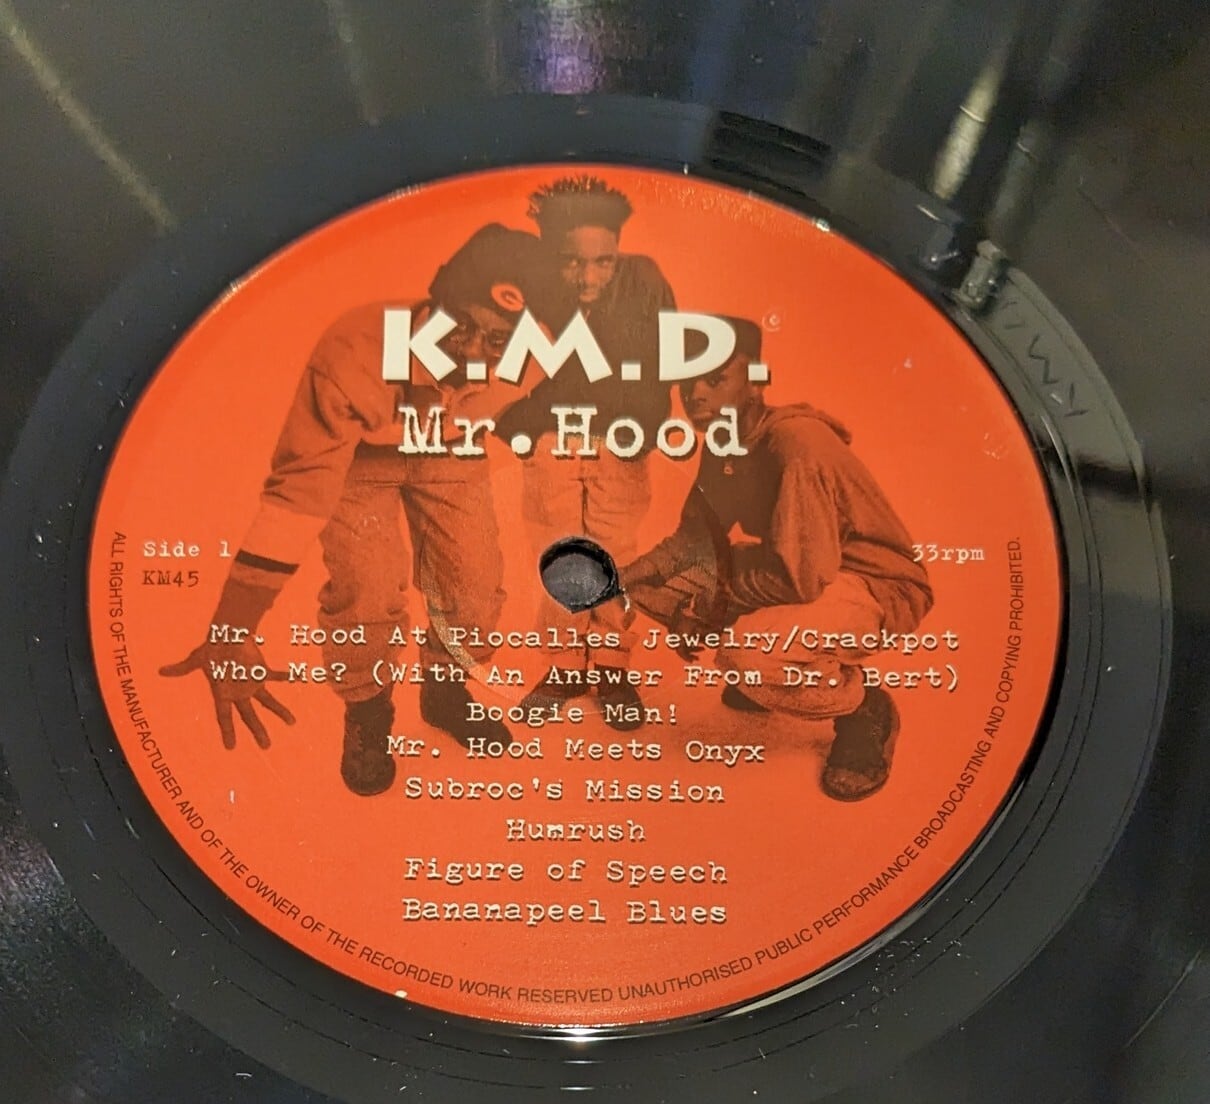 K.M.D.
Mr. Hood
Side 1
33rpm
KM45
Mr. Hood At Piocalles Jewelry/Crackpot
Who Me? (With An Answer From Dr. Bert)
Boogie Man!
Mr. Hood Meets Onyx
Subroc's Mission
Humrush
Figure of Speech
Bananapeel Blues
ALL RIGHTS OF THE MANUFACTURER AND OF THE OWNER OF THE RECORDED WORK RESERVED UNAUTHORISED PUBLIC PERFORMANCE BROADCASTING AND COPYING PROHIBITED.